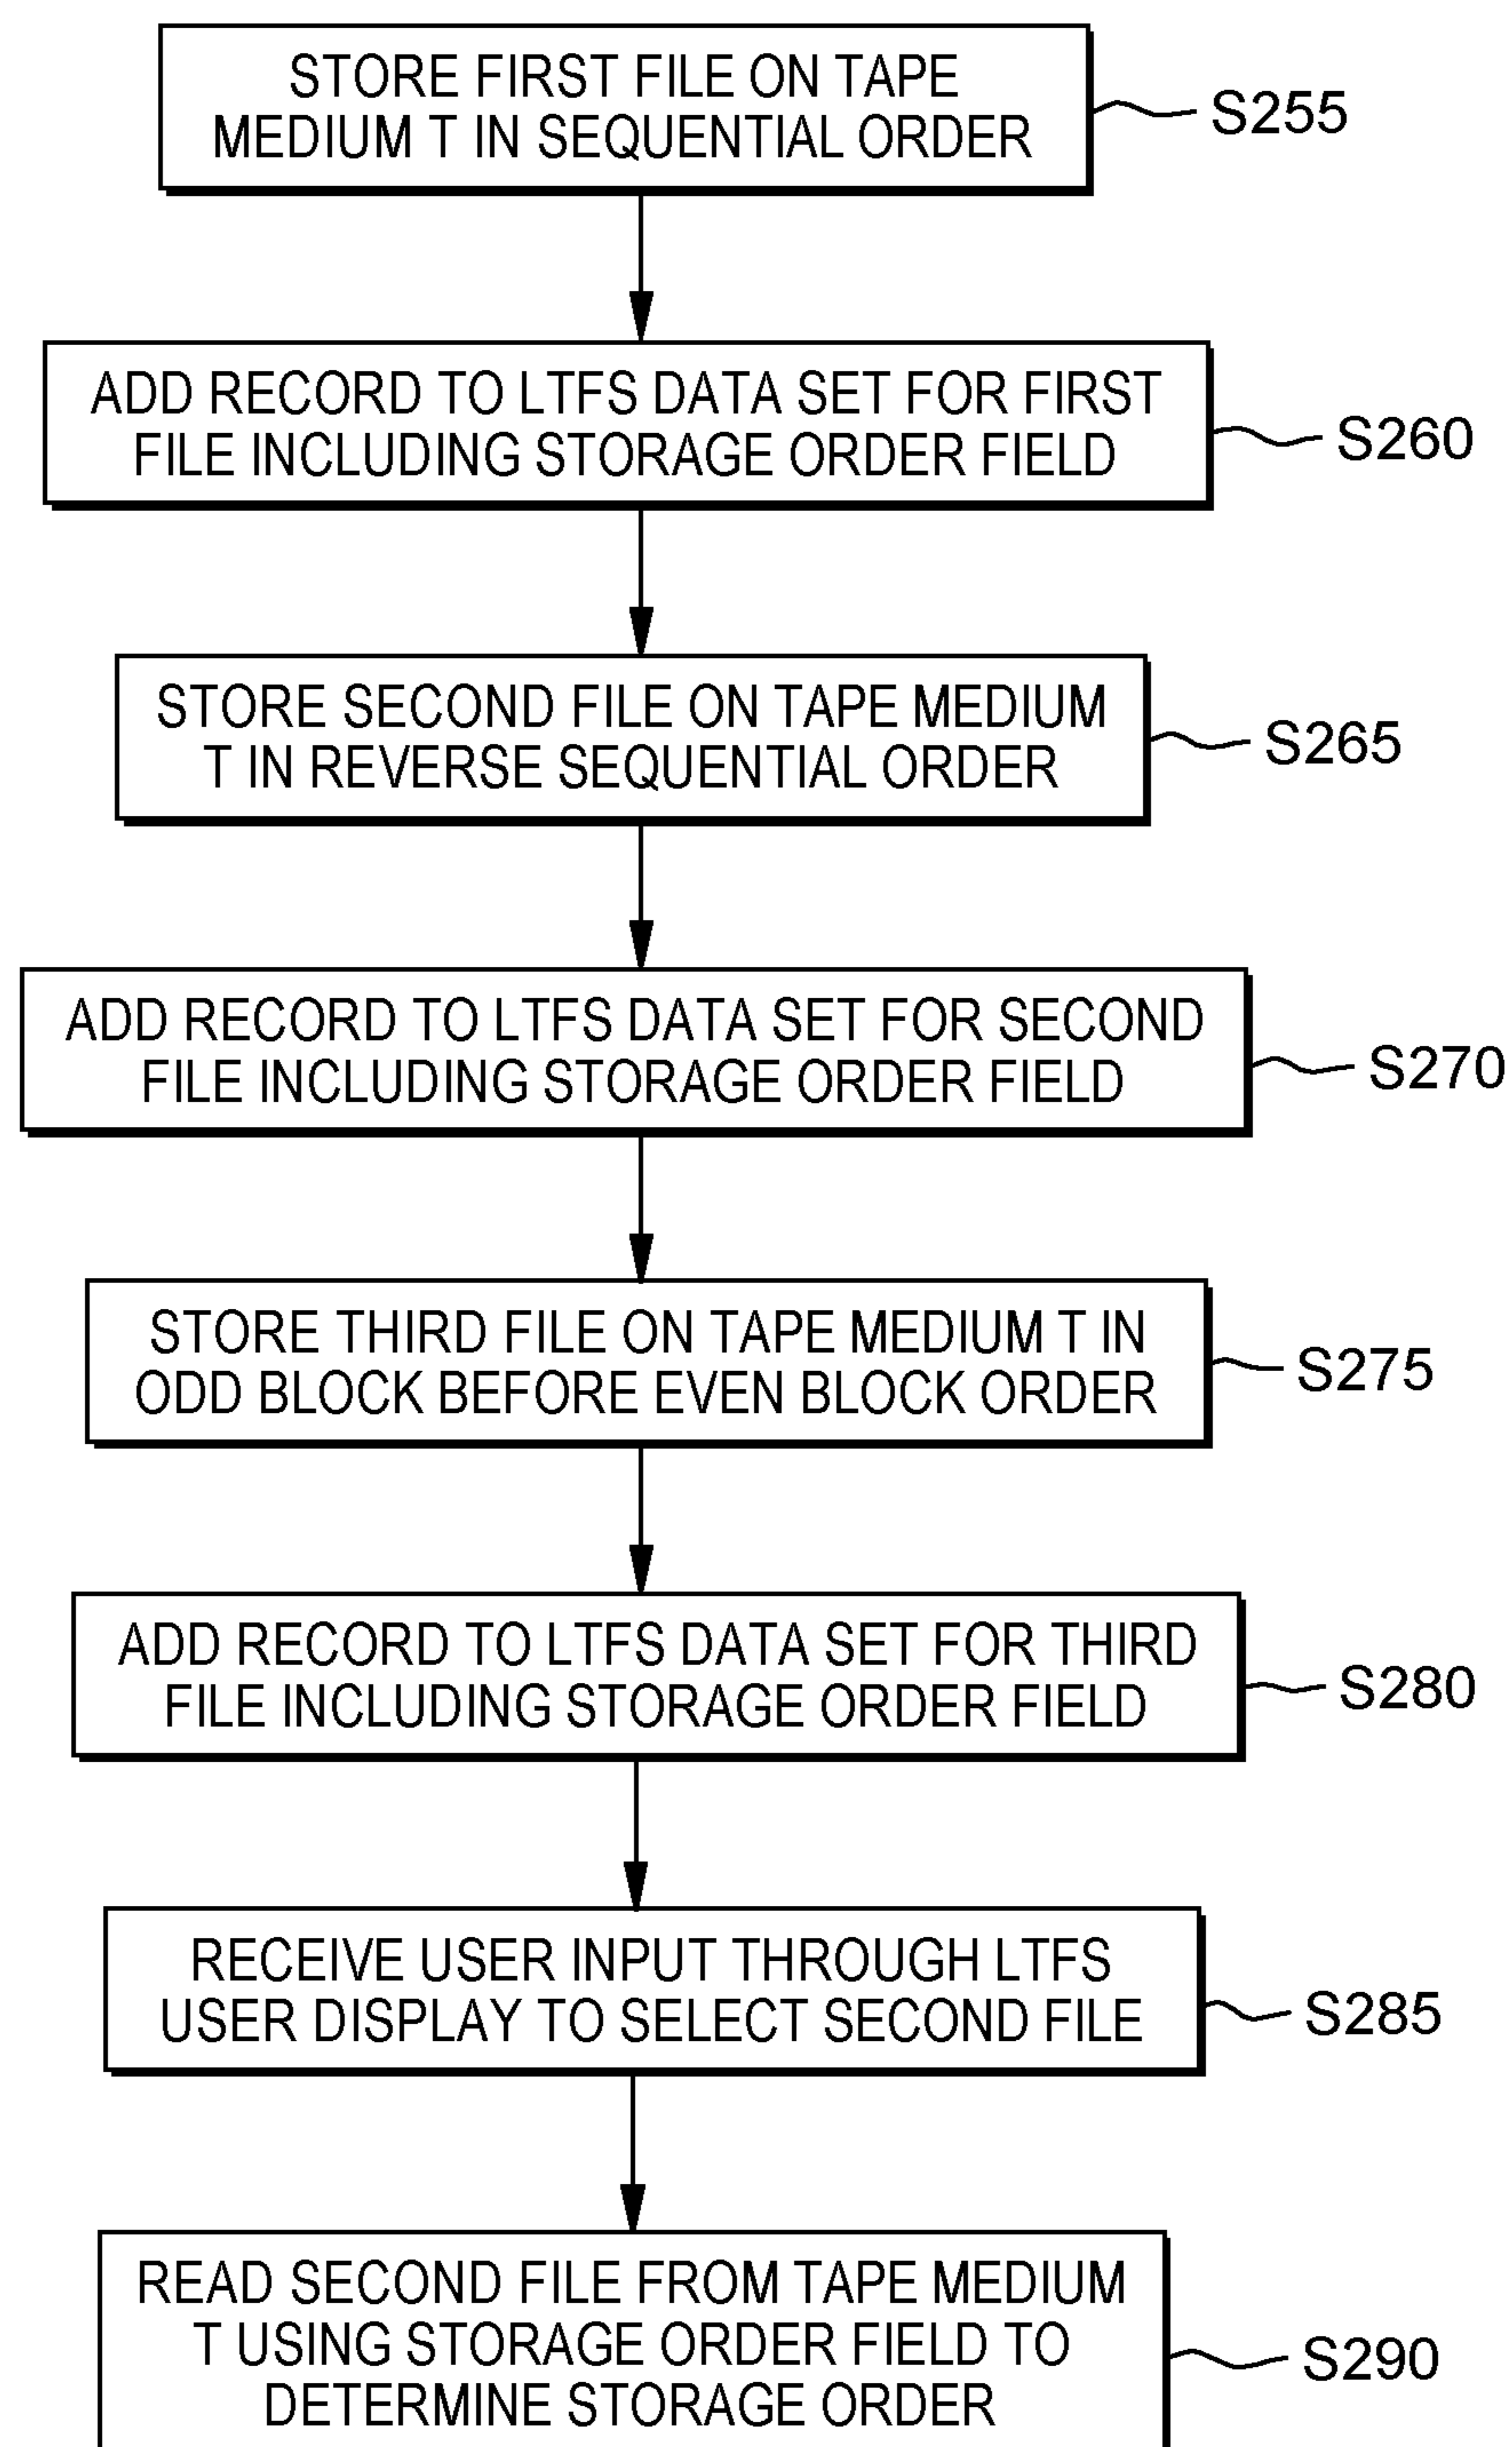 STORE FIRST FILE ON TAPE
MEDIUM T IN SEQUENTIAL ORDER
S255
ADD RECORD TO LTFS DATA SET FOR FIRST
FILE INCLUDING STORAGE ORDER FIELD
S260
STORE SECOND FILE ON TAPE MEDIUM
T IN REVERSE SEQUENTIAL ORDER
S265
ADD RECORD TO LTFS DATA SET FOR SECOND
FILE INCLUDING STORAGE ORDER FIELD
S270
STORE THIRD FILE ON TAPE MEDIUM T IN
ODD BLOCK BEFORE EVEN BLOCK ORDER
S275
ADD RECORD TO LTFS DATA SET FOR THIRD
FILE INCLUDING STORAGE ORDER FIELD
S280
RECEIVE USER INPUT THROUGH LTFS
USER DISPLAY TO SELECT SECOND FILE
S285
READ SECOND FILE FROM TAPE MEDIUM
T USING STORAGE ORDER FIELD TO
DETERMINE STORAGE ORDER
S290